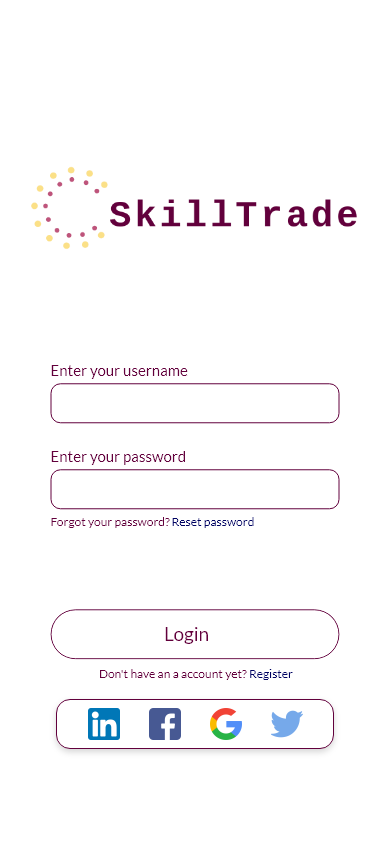 SkillTrade
Enter your username
Enter your password
Forgot your password? Reset password
Login
Don't have an a account yet? Register
in